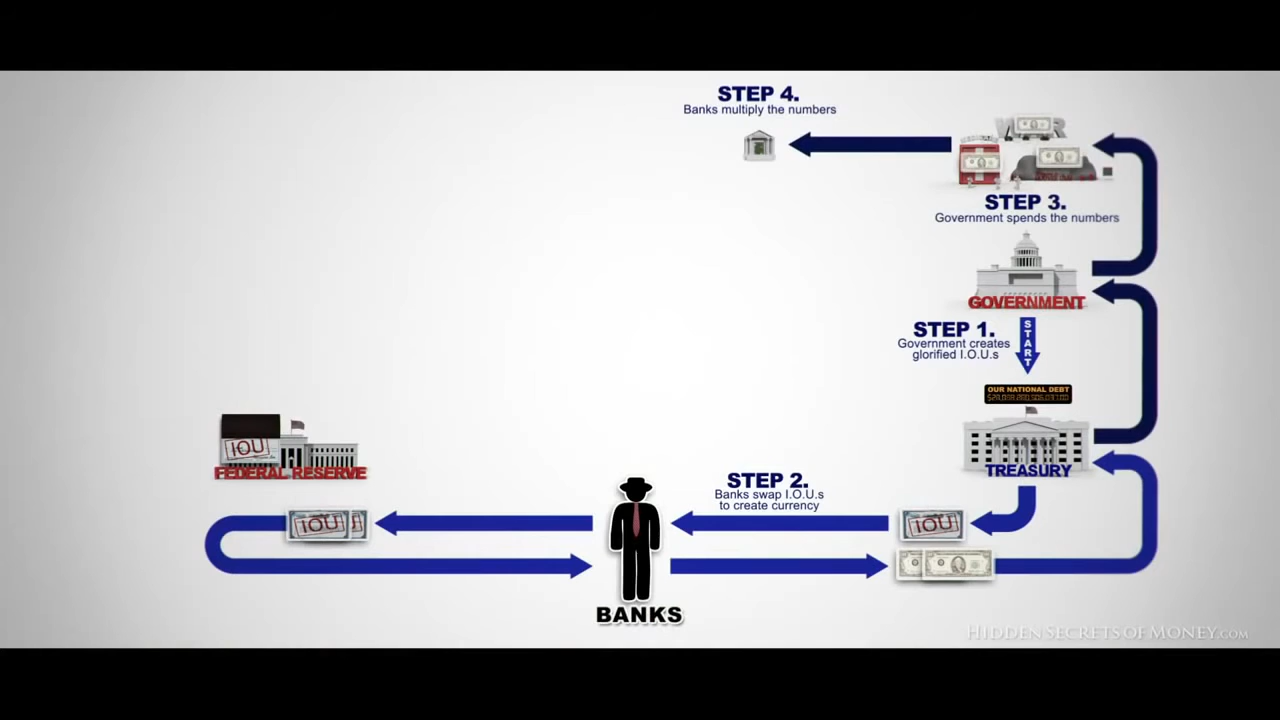 STEP 4.
Banks multiply the numbers
STEP 3.
Government spends the numbers
GOVERNMENT
STEP 1.
Government creates
glorified I.O.U.s
START
OUR NATIONAL DEBT
TREASURY
IOU
FEDERAL RESERVE
STEP 2.
Banks swap I.O.U.s
to create currency
IOU
IOU
BANKS
HIDDEN SECRETS OF MONEY.COM